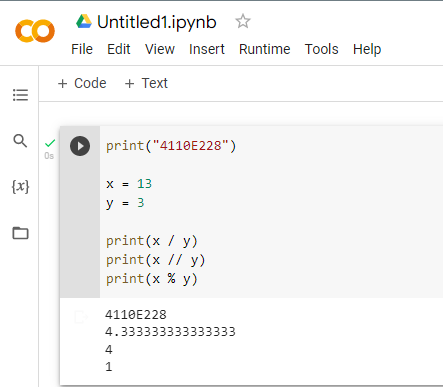 CO
Untitled1.ipynb
File Edit View Insert Runtime Tools Help
+ Code + Text
0s
{x}
print("4110E228")
x = 13
y = 3
print(x / y)
print(x // y)
print(x % y)
4110E228
4.333333333333333
4
1